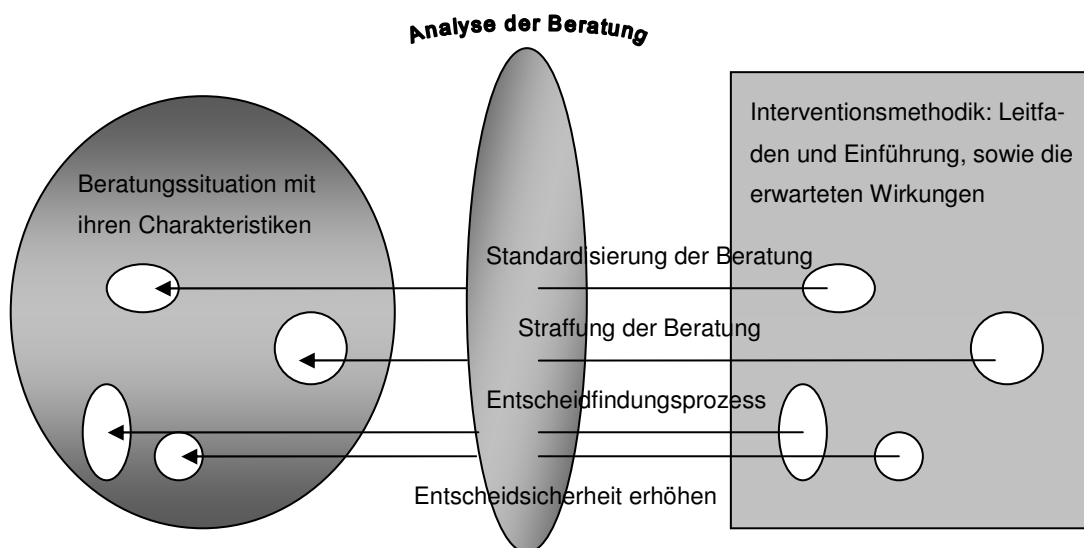 Analyse der Beratung
Beratungssituation mit
ihren Charakteristiken
Interventionsmethodik: Leitfa-
den und Einführung, sowie die
erwarteten Wirkungen
Standardisierung der Beratung
Straffung der Beratung
Entscheidfindungsprozess
Entscheidsicherheit erhöhen